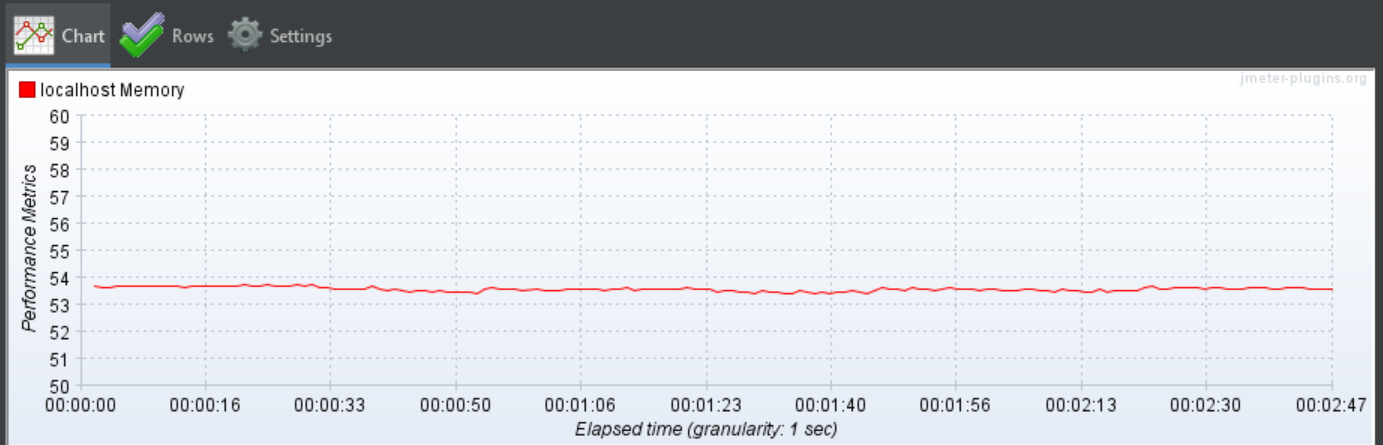 Chart Rows Settings
jmeter-plugins.org
localhost Memory
60
59
58
57
56
55
54
53
52
51
50
Performance Metrics
00:00:00 00:00:16 00:00:33 00:00:50 00:01:06 00:01:23 00:01:40 00:01:56 00:02:13 00:02:30 00:02:47
Elapsed time (granularity: 1 sec)